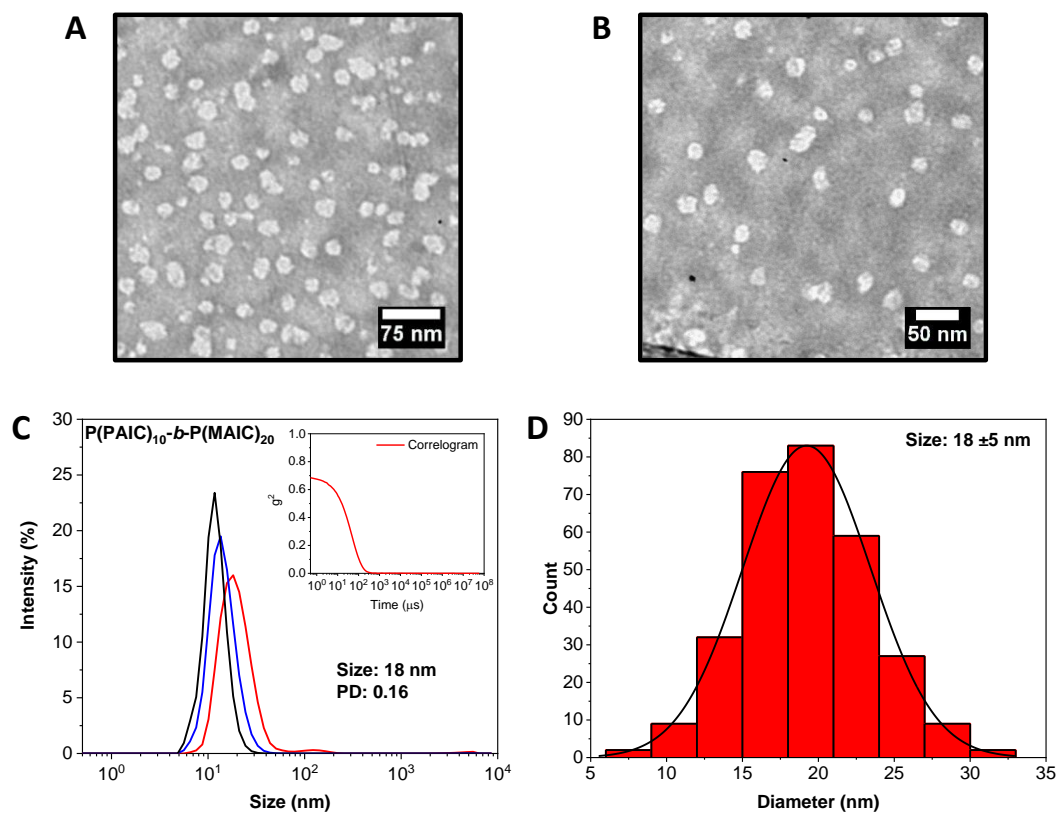 A
75 nm
B
50 nm
C
P(PAIC)10-b-P(MAIC)20
Intensity (%)
30
25
20
15
10
5
0
10⁰
10¹
10²
10³
10⁴
Size (nm)
Size: 18 nm
PD: 0.16
Correlogram
g²
1.0
0.8
0.6
0.4
0.2
0.0
10⁰ 10¹ 10² 10³ 10⁴ 10⁵ 10⁶ 10⁷ 10⁸
Time (μs)
D
Size: 18 ±5 nm
Count
90
80
70
60
50
40
30
20
10
0
5
10
15
20
25
30
35
Diameter (nm)